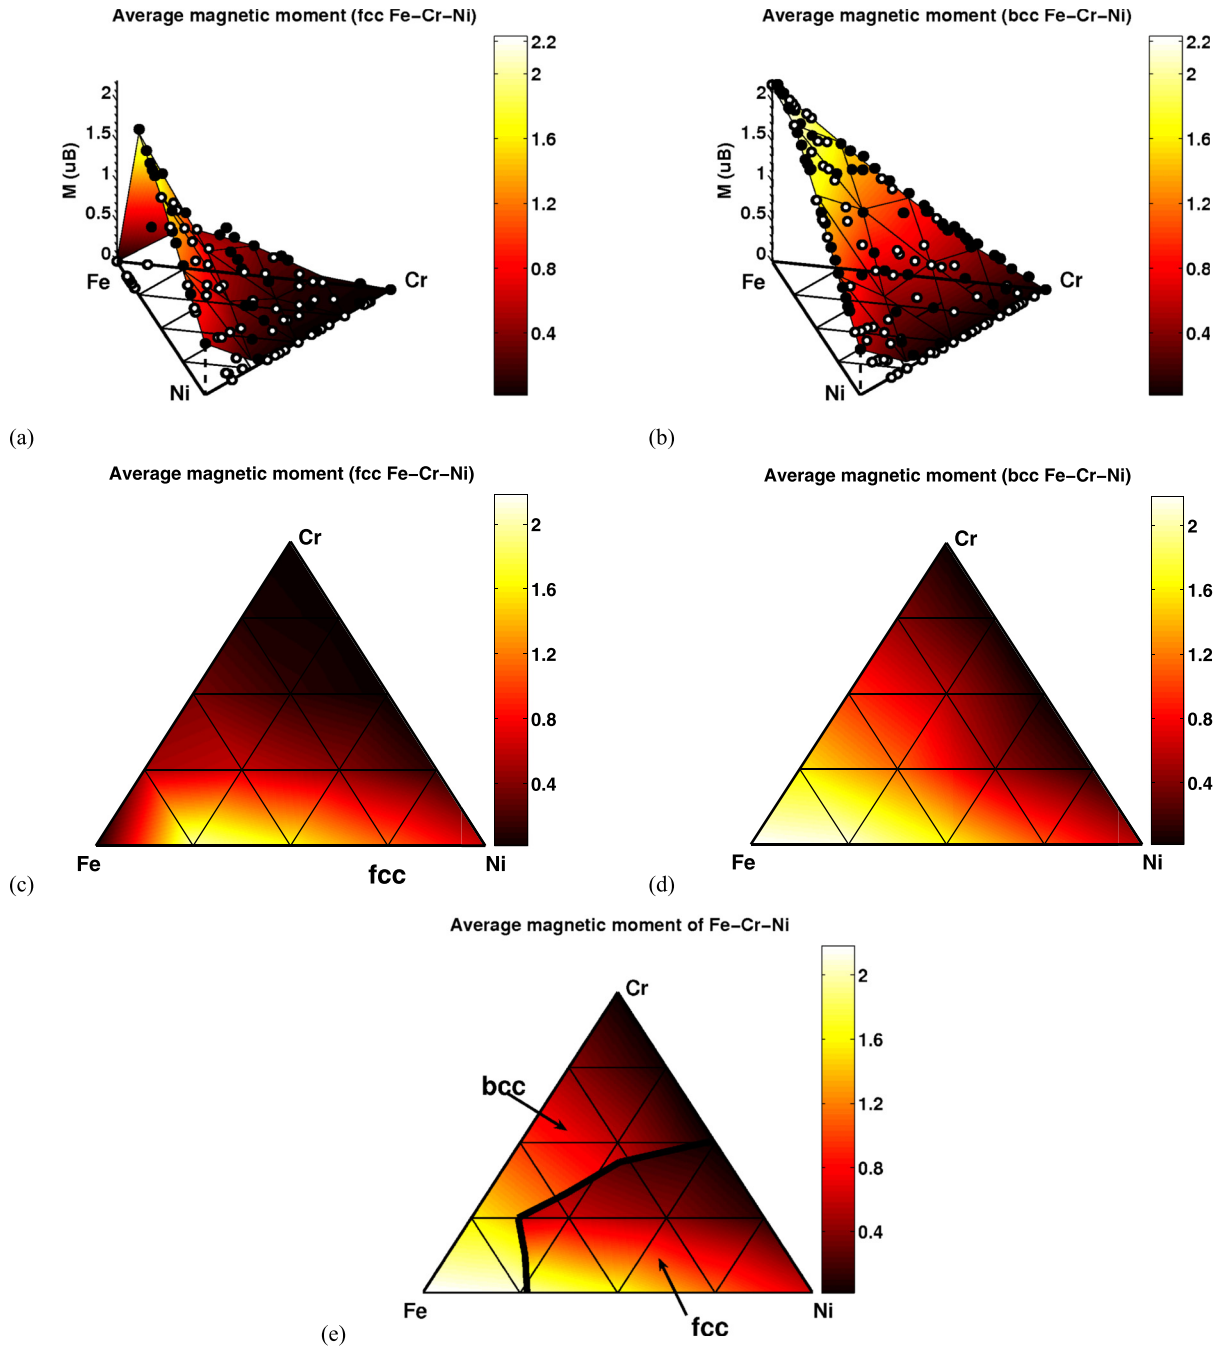 Average magnetic moment (fcc Fe−Cr−Ni)
2.2
2
1.6
1.2
0.8
0.4
M (uB)
2
1.5
1
0.5
0
Fe
Cr
Ni
(a)
Average magnetic moment (bcc Fe−Cr−Ni)
2.2
2
1.6
1.2
0.8
0.4
M (uB)
2
1.5
1
0.5
0
Fe
Cr
Ni
(b)
Average magnetic moment (fcc Fe−Cr−Ni)
Cr
2
1.6
1.2
0.8
0.4
Fe
Ni
fcc
(c)
Average magnetic moment (bcc Fe−Cr−Ni)
Cr
2
1.6
1.2
0.8
0.4
Fe
Ni
(d)
Average magnetic moment of Fe−Cr−Ni
Cr
2
1.6
1.2
0.8
0.4
bcc
Fe
Ni
fcc
(e)